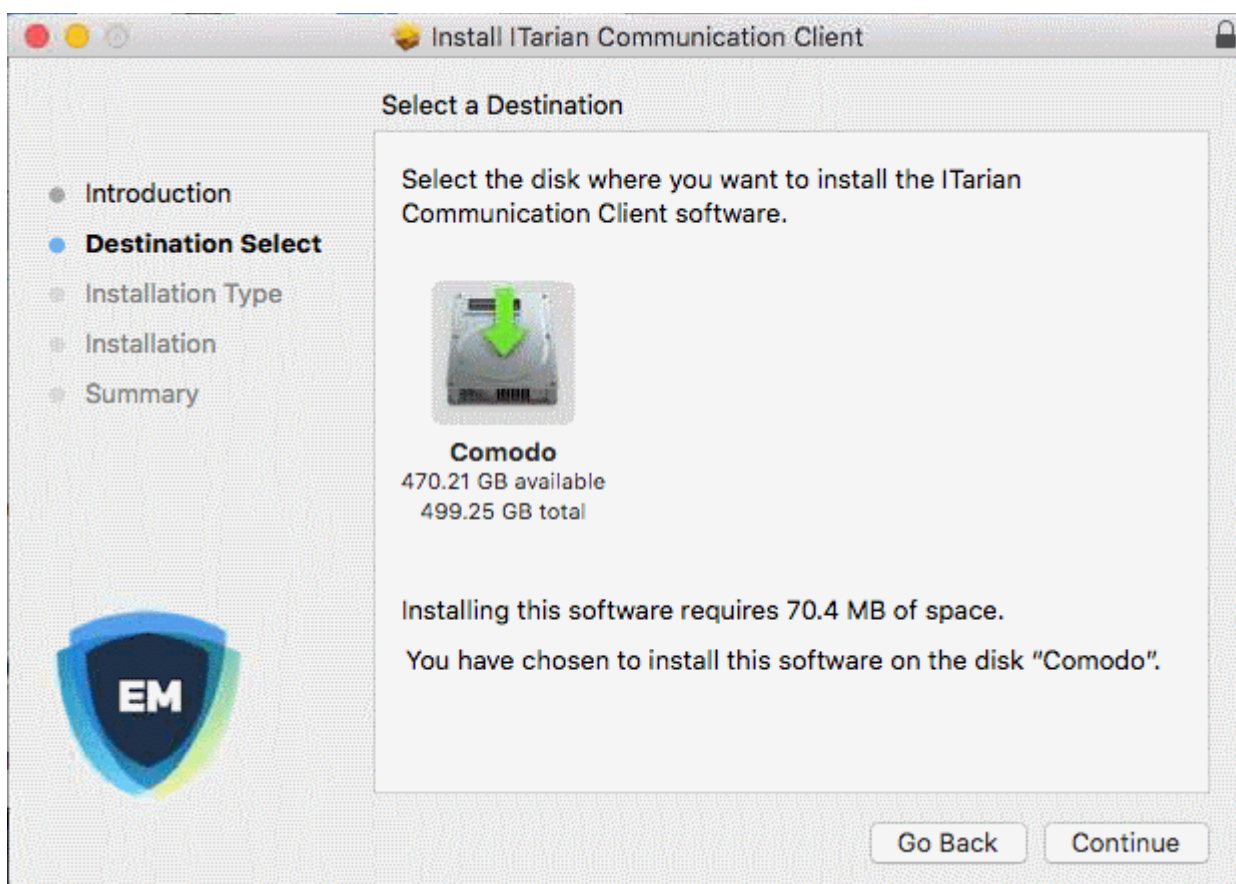 Install ITarian Communication Client
Select a Destination
Introduction
Destination Select
Installation Type
Installation
Summary
Select the disk where you want to install the ITarian
Communication Client software.
Comodo
470.21 GB available
499.25 GB total
Installing this software requires 70.4 MB of space.
You have chosen to install this software on the disk “Comodo”.
EM
Go Back
Continue